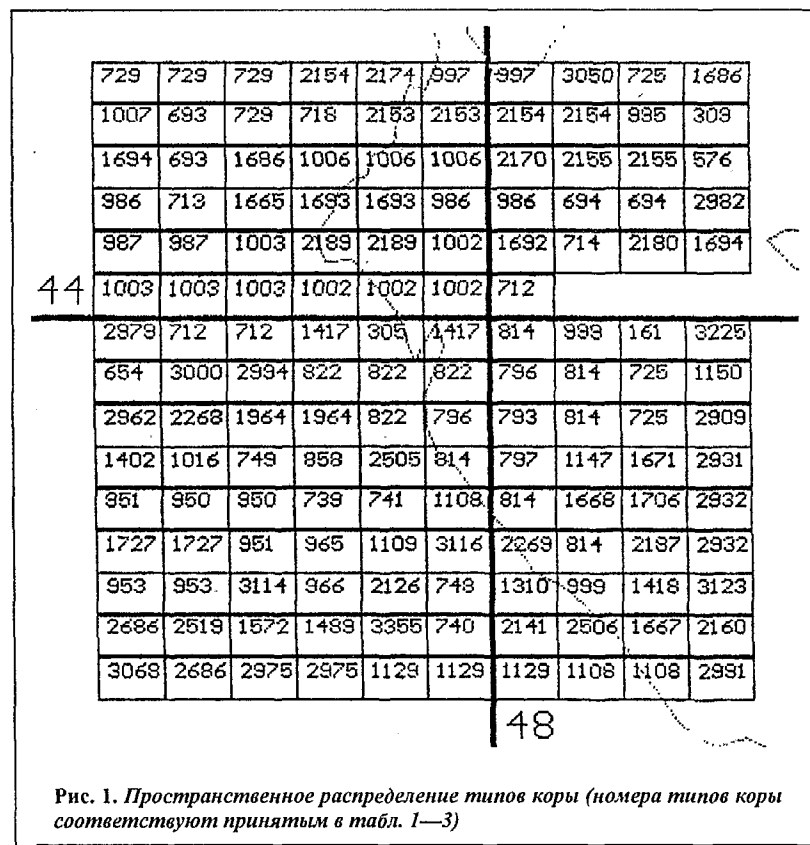 729 729 729 2154 2174 997 997 3050 725 1686
1007 693 729 718 2153 2153 2154 2154 995 309
1694 693 1686 1006 1006 1006 2170 2155 2155 576
986 713 1665 1693 1693 986 986 694 694 2982
987 987 1003 2189 2189 1002 1692 714 2180 1694
44 1003 1003 1003 1002 1002 1002 712
2979 712 712 1417 305 1417 814 999 161 3225
654 3000 2994 822 822 822 796 814 725 1150
2962 2268 1964 1964 822 796 793 814 725 2909
1402 1016 749 858 2505 814 797 1147 1671 2931
951 950 950 739 741 1108 814 1668 1706 2932
1727 1727 951 965 1109 3116 2269 814 2187 2932
953 953 3114 966 2126 748 1310 999 1418 3123
2686 2519 1572 1489 3355 740 2141 2506 1667 2160
3068 2686 2975 2975 1129 1129 1129 1108 1108 2991
48
Рис. 1. Пространственное распределение типов коры (номера типов коры
соответствуют принятым в табл. 1—3)